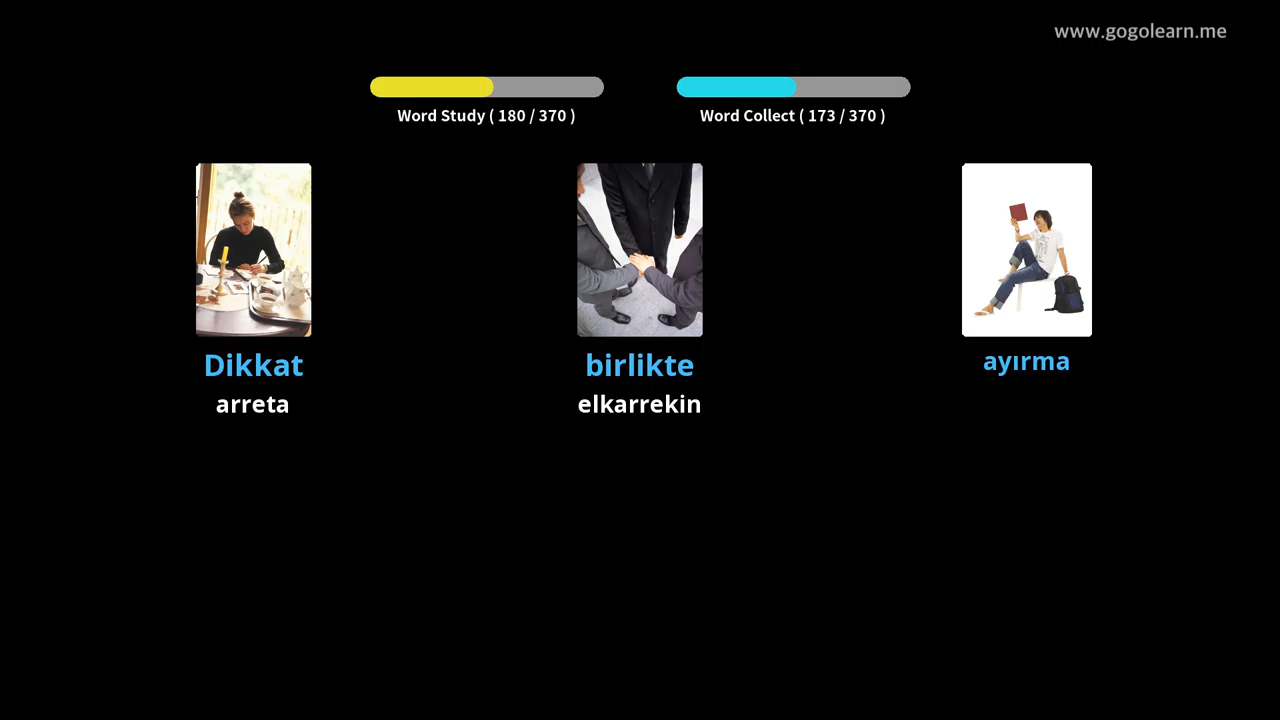 www.gogolearn.me
Word Study ( 180 / 370 )
Word Collect ( 173 / 370 )
Dikkat
arreta
birlikte
elkarrekin
ayırma